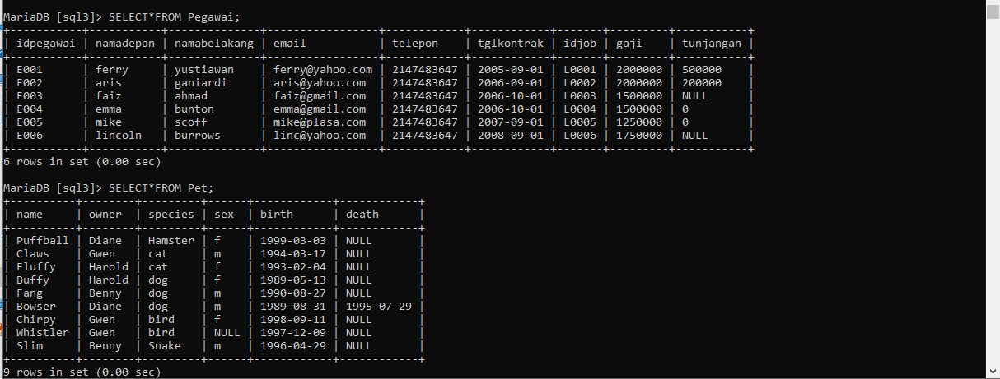 MariaDB [sql3]> SELECT*FROM Pegawai;
+-----------+-----------+--------------+-----------------+------------+------------+-------+---------+-----------+
| idpegawai | namadepan | namabelakang | email           | telepon    | tglkontrak | idjob | gaji    | tunjangan |
+-----------+-----------+--------------+-----------------+------------+------------+-------+---------+-----------+
| E001      | ferry     | yustiawan    | ferry@yahoo.com | 2147483647 | 2005-09-01 | L0001 | 2000000 | 500000    |
| E002      | aris      | ganiardi     | aris@yahoo.com  | 2147483647 | 2006-09-01 | L0002 | 2000000 | 200000    |
| E003      | faiz      | ahmad        | faiz@gmail.com  | 2147483647 | 2006-10-01 | L0003 | 1500000 | NULL      |
| E004      | emma      | bunton       | emma@gmail.com  | 2147483647 | 2006-10-01 | L0004 | 1500000 | 0         |
| E005      | mike      | scoff        | mike@plasa.com  | 2147483647 | 2007-09-01 | L0005 | 1250000 | 0         |
| E006      | lincoln   | burrows      | linc@yahoo.com  | 2147483647 | 2008-09-01 | L0006 | 1750000 | NULL      |
+-----------+-----------+--------------+-----------------+------------+------------+-------+---------+-----------+
6 rows in set (0.00 sec)
MariaDB [sql3]> SELECT*FROM Pet;
+----------+--------+---------+------+------------+------------+
| name     | owner  | species | sex  | birth      | death      |
+----------+--------+---------+------+------------+------------+
| Puffball | Diane  | Hamster | f    | 1999-03-03 | NULL       |
| Claws    | Gwen   | cat     | m    | 1994-03-17 | NULL       |
| Fluffy   | Harold | cat     | f    | 1993-02-04 | NULL       |
| Buffy    | Harold | dog     | f    | 1989-05-13 | NULL       |
| Fang     | Benny  | dog     | m    | 1990-08-27 | NULL       |
| Bowser   | Diane  | dog     | m    | 1989-08-31 | 1995-07-29 |
| Chirpy   | Gwen   | bird    | f    | 1998-09-11 | NULL       |
| Whistler | Gwen   | bird    | NULL | 1997-12-09 | NULL       |
| Slim     | Benny  | Snake   | m    | 1996-04-29 | NULL       |
+----------+--------+---------+------+------------+------------+
9 rows in set (0.00 sec)